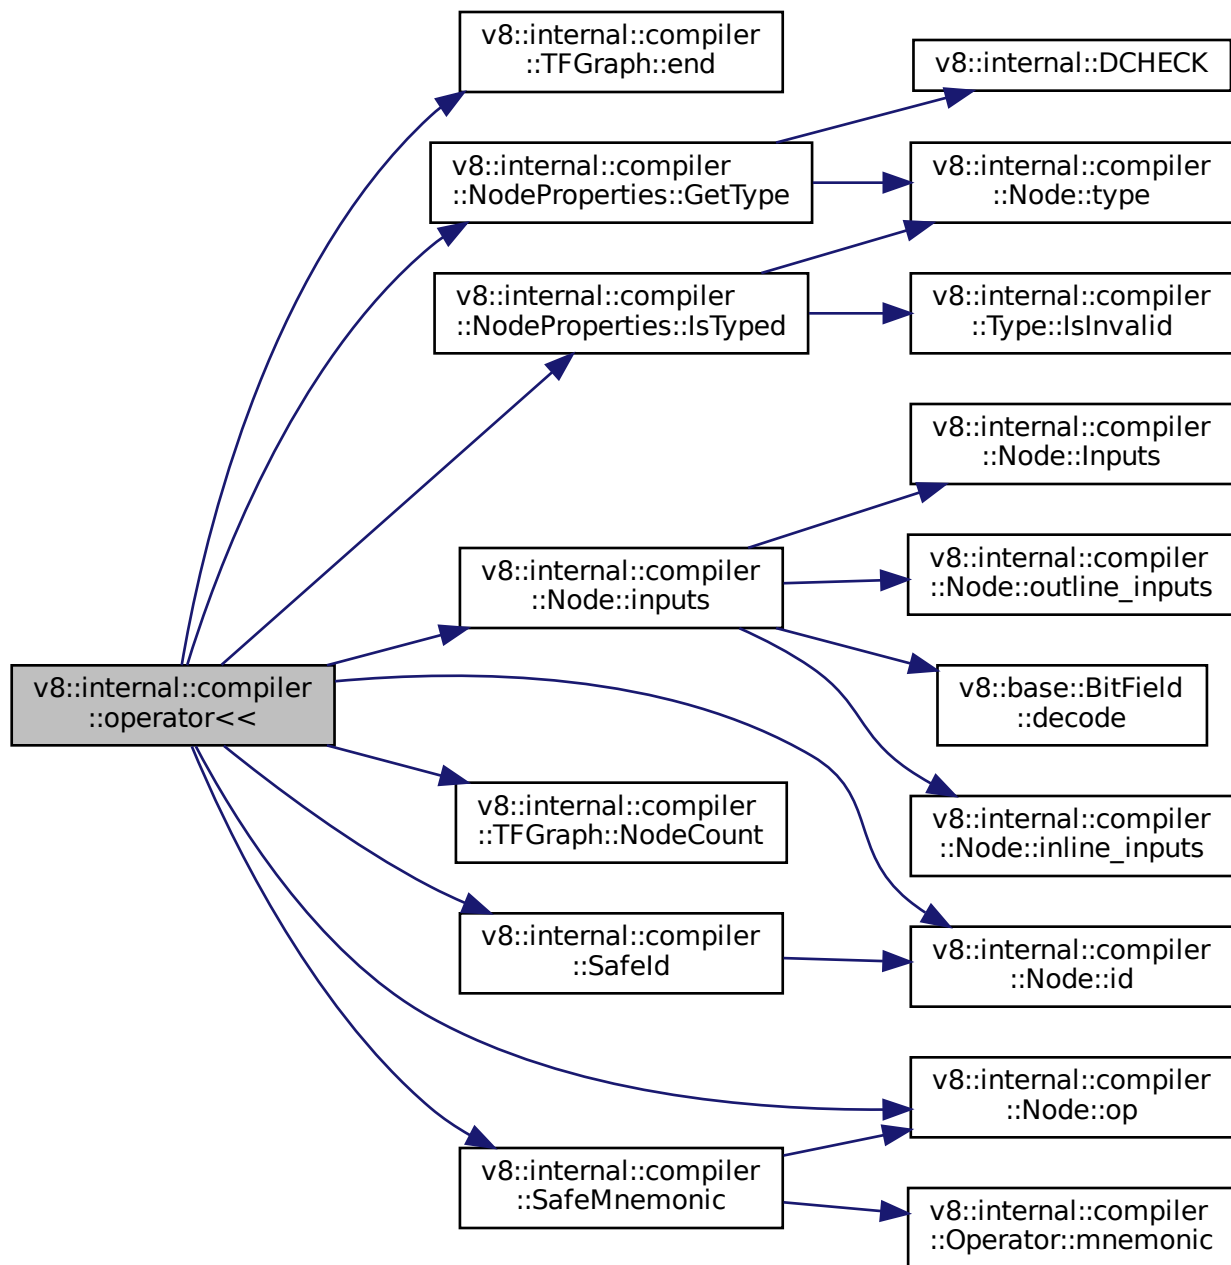 v8::internal::compiler
::TFGraph::end
v8::internal::DCHECK
v8::internal::compiler
::NodeProperties::GetType
v8::internal::compiler
::Node::type
v8::internal::compiler
::NodeProperties::IsTyped
v8::internal::compiler
::Type::IsInvalid
v8::internal::compiler
::Node::Inputs
v8::internal::compiler
::Node::inputs
v8::internal::compiler
::Node::outline_inputs
v8::internal::compiler
::operator<<
v8::base::BitField
::decode
v8::internal::compiler
::TFGraph::NodeCount
v8::internal::compiler
::Node::inline_inputs
v8::internal::compiler
::SafeId
v8::internal::compiler
::Node::id
v8::internal::compiler
::Node::op
v8::internal::compiler
::SafeMnemonic
v8::internal::compiler
::Operator::mnemonic